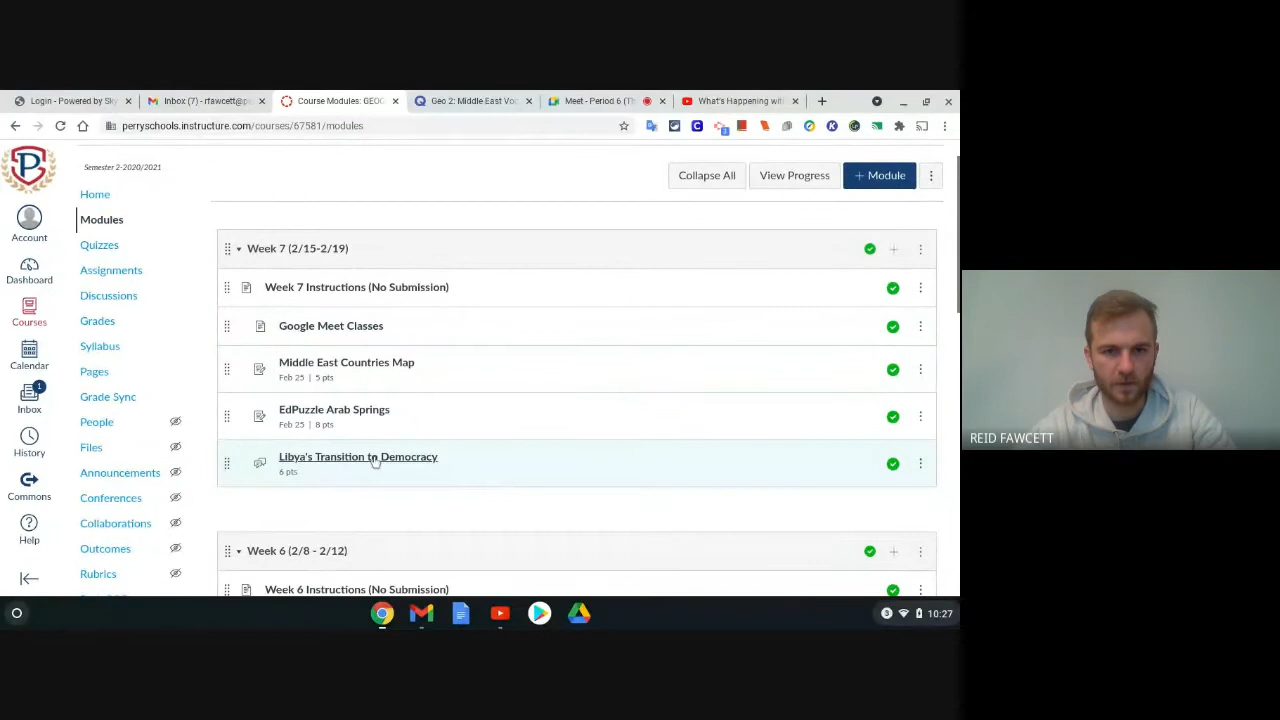 Login - Powered by Sky
Inbox (7) - rfawcett@p
Course Modules: GEOG
Geo 2: Middle East Voc
Meet - Period 6 (Th
What's Happening wit
perryschools.instructure.com/courses/67581/modules
Semester 2-2020/2021
Collapse All
View Progress
+ Module
Home
Modules
Quizzes
Assignments
Discussions
Grades
Syllabus
Pages
Grade Sync
People
Files
Announcements
Conferences
Collaborations
Outcomes
Rubrics
P
Account
Dashboard
Courses
Calendar
1
Inbox
History
Commons
Help
Week 7 (2/15-2/19)
Week 7 Instructions (No Submission)
Google Meet Classes
Middle East Countries Map
Feb 25 | 5 pts
EdPuzzle Arab Springs
Feb 25 | 8 pts
Libya's Transition to Democracy
6 pts
Week 6 (2/8 - 2/12)
Week 6 Instructions (No Submission)
3
10:27
REID FAWCETT